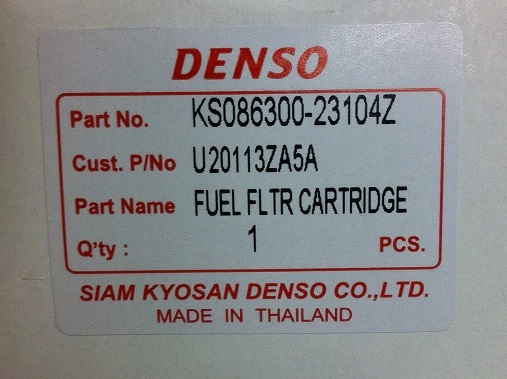 DENSO
Part No. KS086300-23104Z
Cust. P/No U20113ZA5A
Part Name FUEL FLTR CARTRIDGE
Q'ty : 1 PCS.
SIAM KYOSAN DENSO CO.,LTD.
MADE IN THAILAND